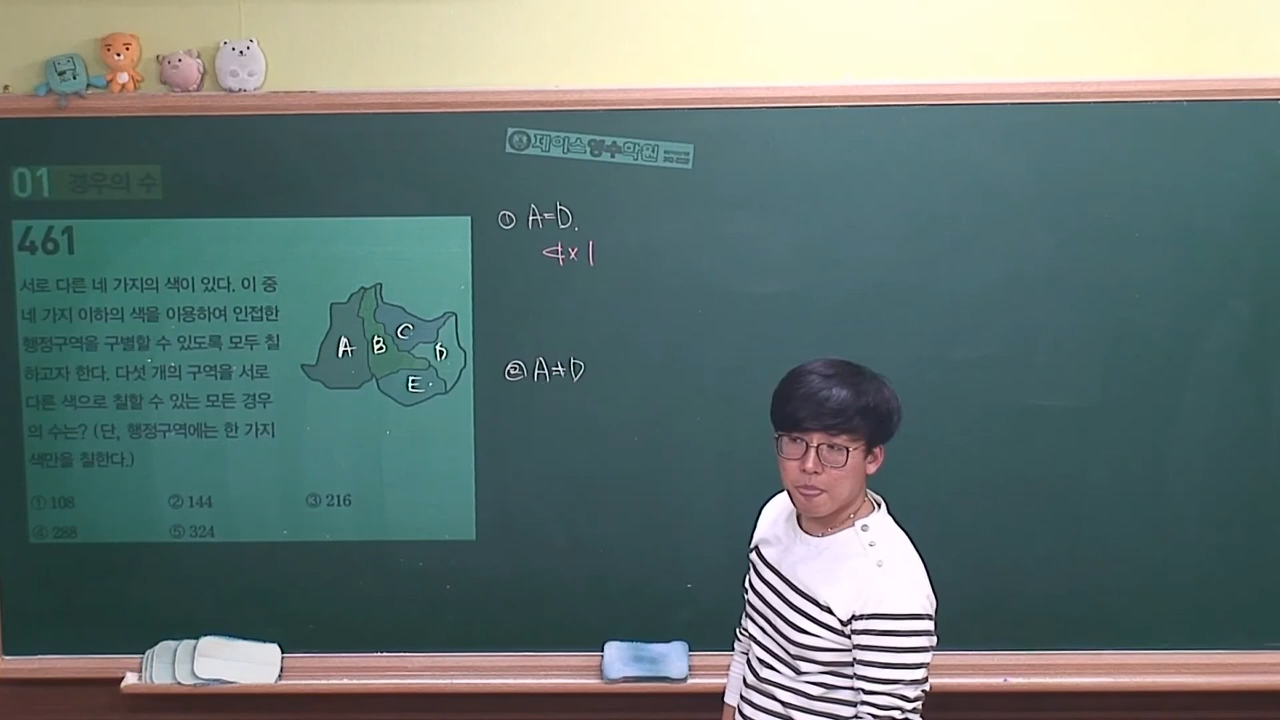 제이스영수학원
01 경우의 수
461
서로 다른 네 가지의 색이 있다. 이 중
네 가지 이하의 색을 이용하여 인접한
행정구역을 구별할 수 있도록 모두 칠
하고자 한다. 다섯 개의 구역을 서로
다른 색으로 칠할 수 있는 모든 경우
의 수는? (단, 행정구역에는 한 가지
색만을 칠한다.)
A B C D E
① 108 ② 144 ③ 216
④ 288 ⑤ 324
① A=D.
4×1
② A≠D